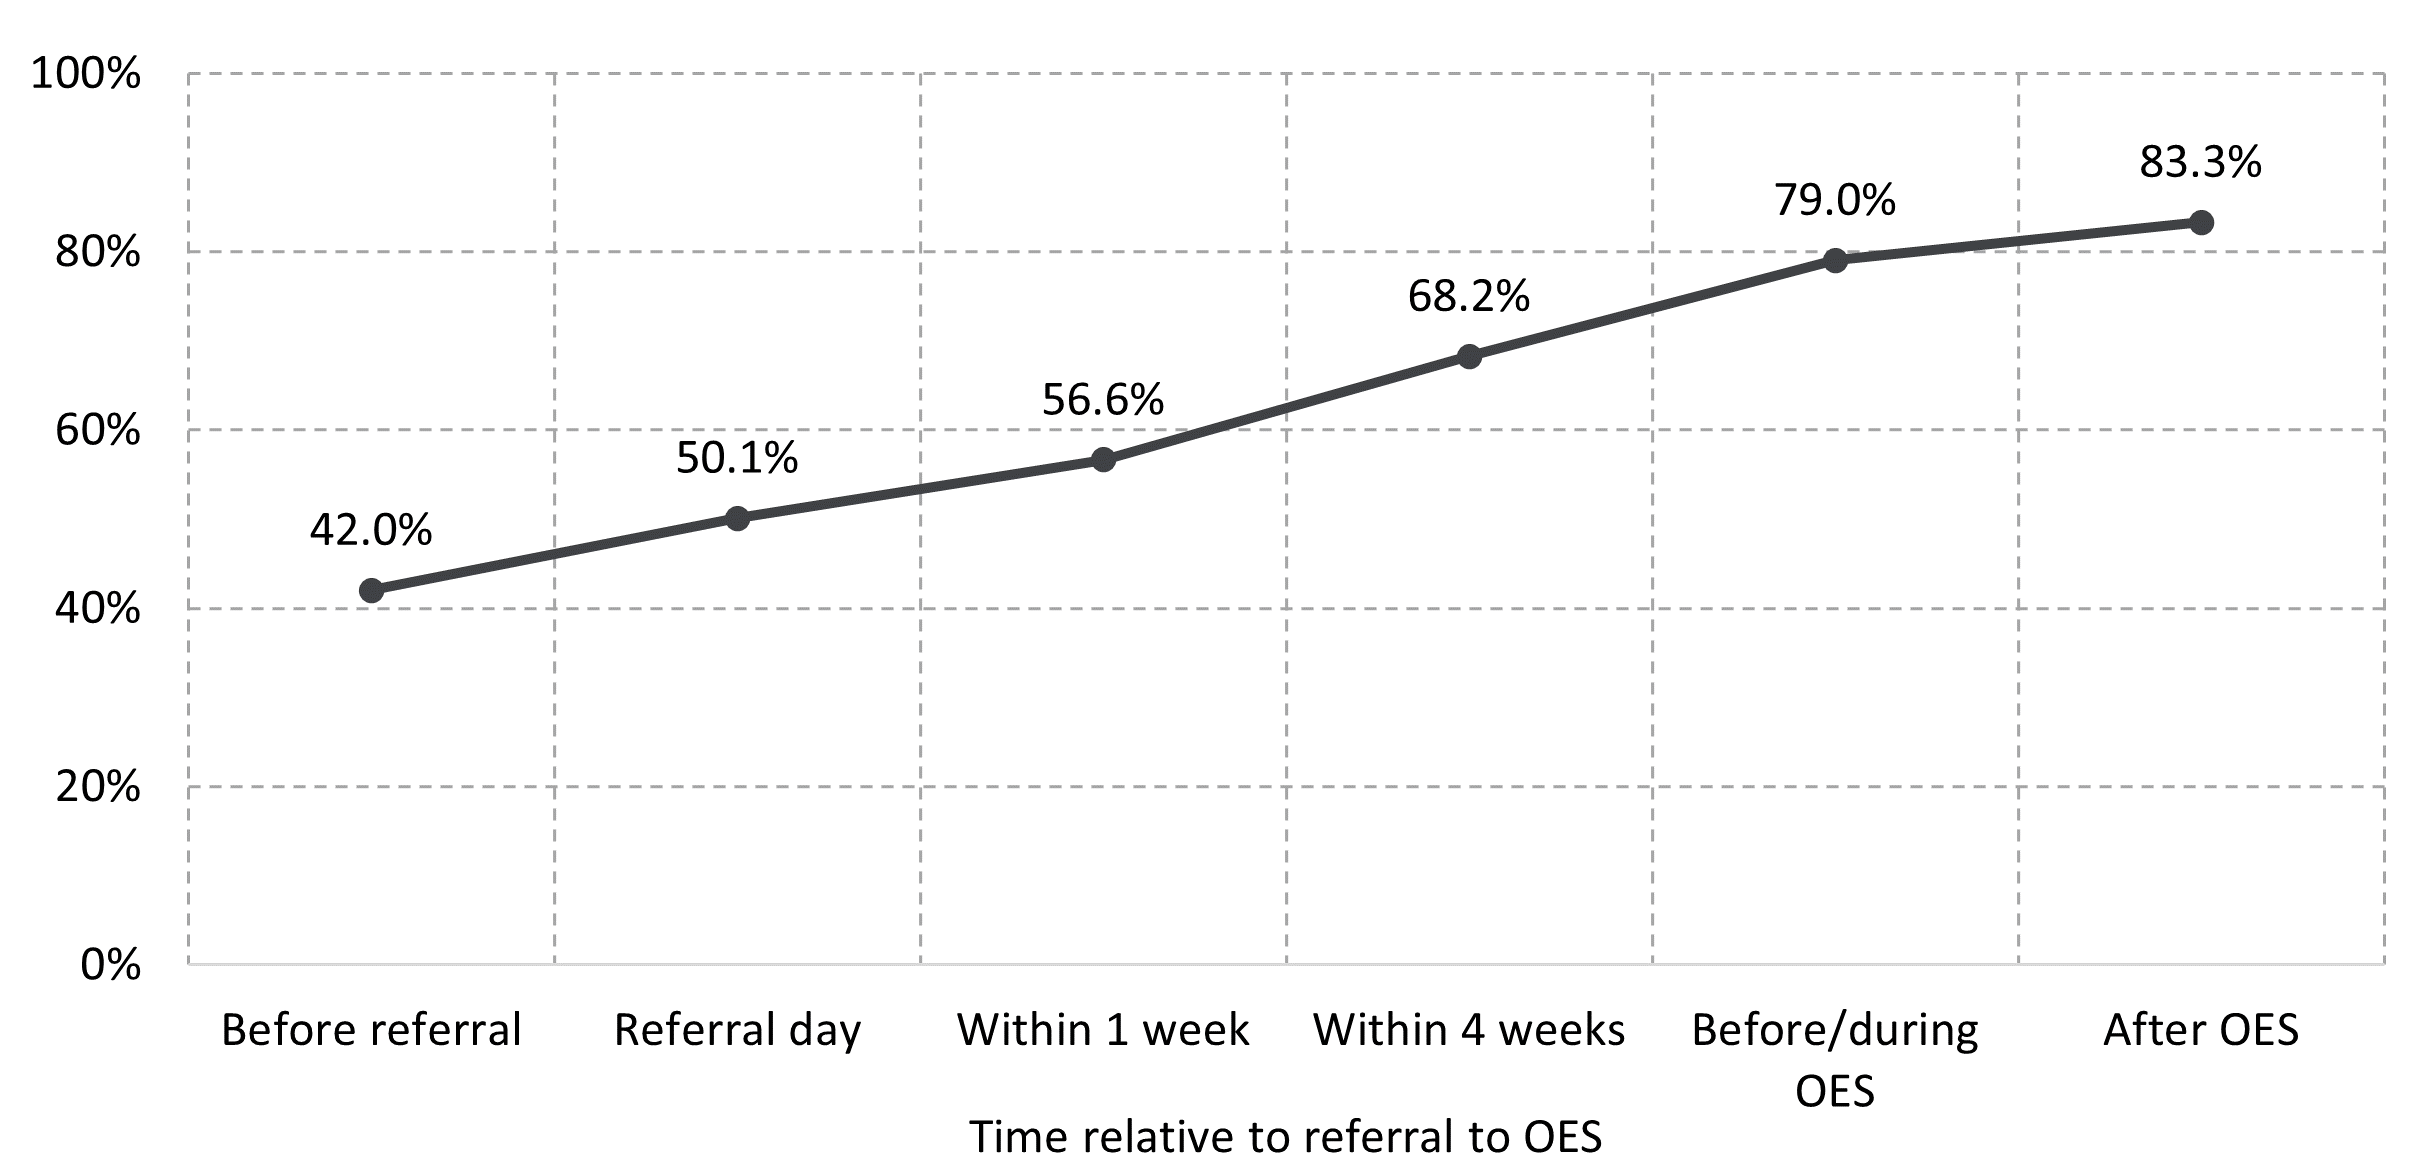 100%
80%
60%
40%
20%
0%
42.0%
50.1%
56.6%
68.2%
79.0%
83.3%
Before referral
Referral day
Within 1 week
Within 4 weeks
Before/during
OES
After OES
Time relative to referral to OES